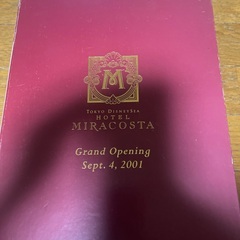 M
TOKYO DISNEYSEA
HOTEL
MIRACOSTA
Grand Opening
Sept. 4, 2001